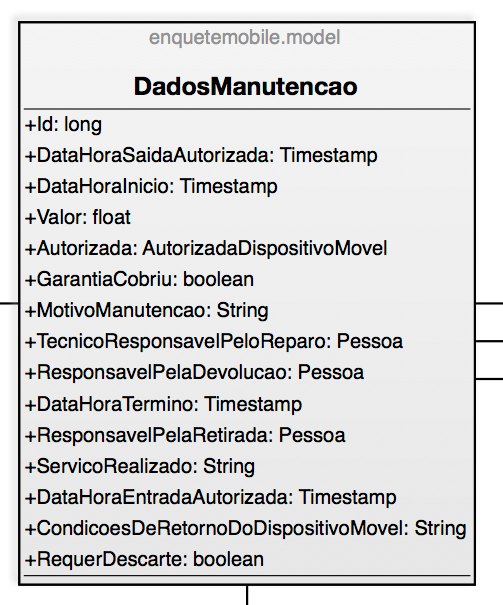 enquetemobile.model
DadosManutencao
+Id: long
+DataHoraSaidaAutorizada: Timestamp
+DataHoraInicio: Timestamp
+Valor: float
+Autorizada: AutorizadaDispositivoMovel
+GarantiaCobriu: boolean
+MotivoManutencao: String
+TecnicoResponsavelPeloReparo: Pessoa
+ResponsavelPelaDevolucao: Pessoa
+DataHoraTermino: Timestamp
+ResponsavelPelaRetirada: Pessoa
+ServicoRealizado: String
+DataHoraEntradaAutorizada: Timestamp
+CondicoesDeRetornoDoDispositivoMovel: String
+RequerDescarte: boolean